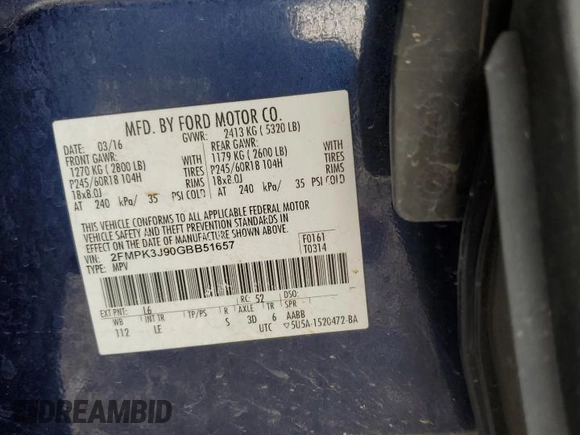 MFD. BY FORD MOTOR CO.
DATE: 03/16 GVWR: 2413 KG ( 5320 LB)
FRONT GAWR: REAR GAWR:
1270 KG ( 2800 LB) WITH 1179 KG ( 2600 LB) WITH
P245/60R18 104H TIRES P245/60R18 104H TIRES
18x8.0J RIMS 18x8.0J RIMS
AT 240 kPa/ 35 PSI COLD AT 240 kPa/ 35 PSI COLD
THIS VEHICLE CONFORMS TO ALL APPLICABLE FEDERAL MOTOR
VEHICLE SAFETY AND THEFT PREVENTION STANDARDS IN
EFFECT ON THE DATE OF MANUFACTURE SHOWN ABOVE.
VIN: 2FMPK3J90GBB51657 F0161
TYPE: MPV T0314
EXT PNT: L6 RC: 52 DSO:
WB INT TR TP/PS R AXLE TR SPR
112 LE S 3D 6 AABB
UTC 5U5A-1520472-BA
ZIDREAMBID